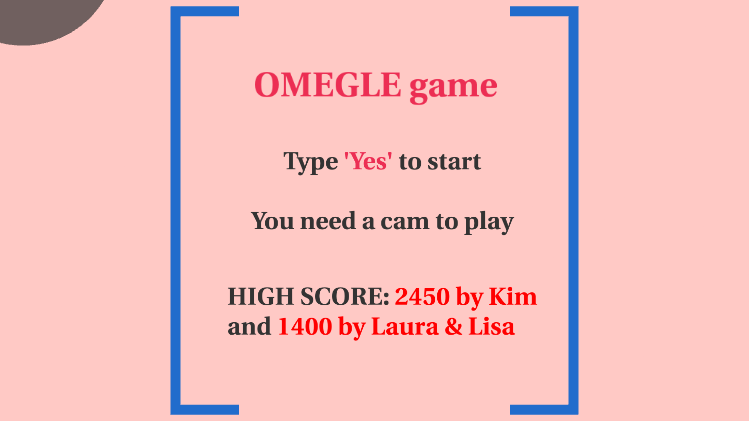 OMEGLE game
Type 'Yes' to start
You need a cam to play
HIGH SCORE: 2450 by Kim
and 1400 by Laura & Lisa